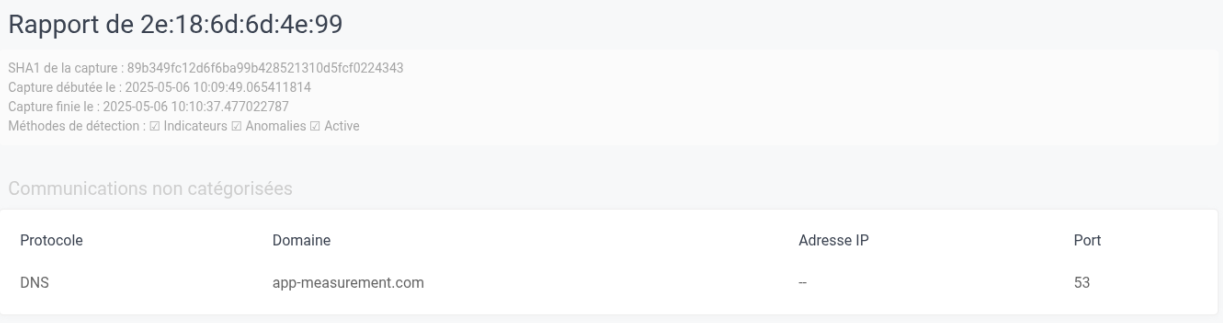 Rapport de 2e:18:6d:6d:4e:99
SHA1 de la capture : 89b349fc12d6f6ba99b428521310d5fcf0224343
Capture débutée le : 2025-05-06 10:09:49.065411814
Capture finie le : 2025-05-06 10:10:37.477022787
Méthodes de détection : ☑ Indicateurs ☑ Anomalies ☑ Active
Communications non catégorisées
Protocole Domaine Adresse IP Port
DNS app-measurement.com -- 53